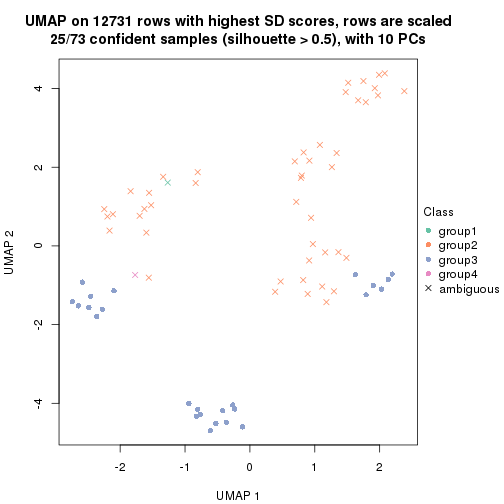 UMAP on 12731 rows with highest SD scores, rows are scaled
25/73 confident samples (silhouette > 0.5), with 10 PCs
4
2
0
-2
-4
UMAP 2
-2
-1
0
1
2
UMAP 1
Class
group1
group2
group3
group4
ambiguous